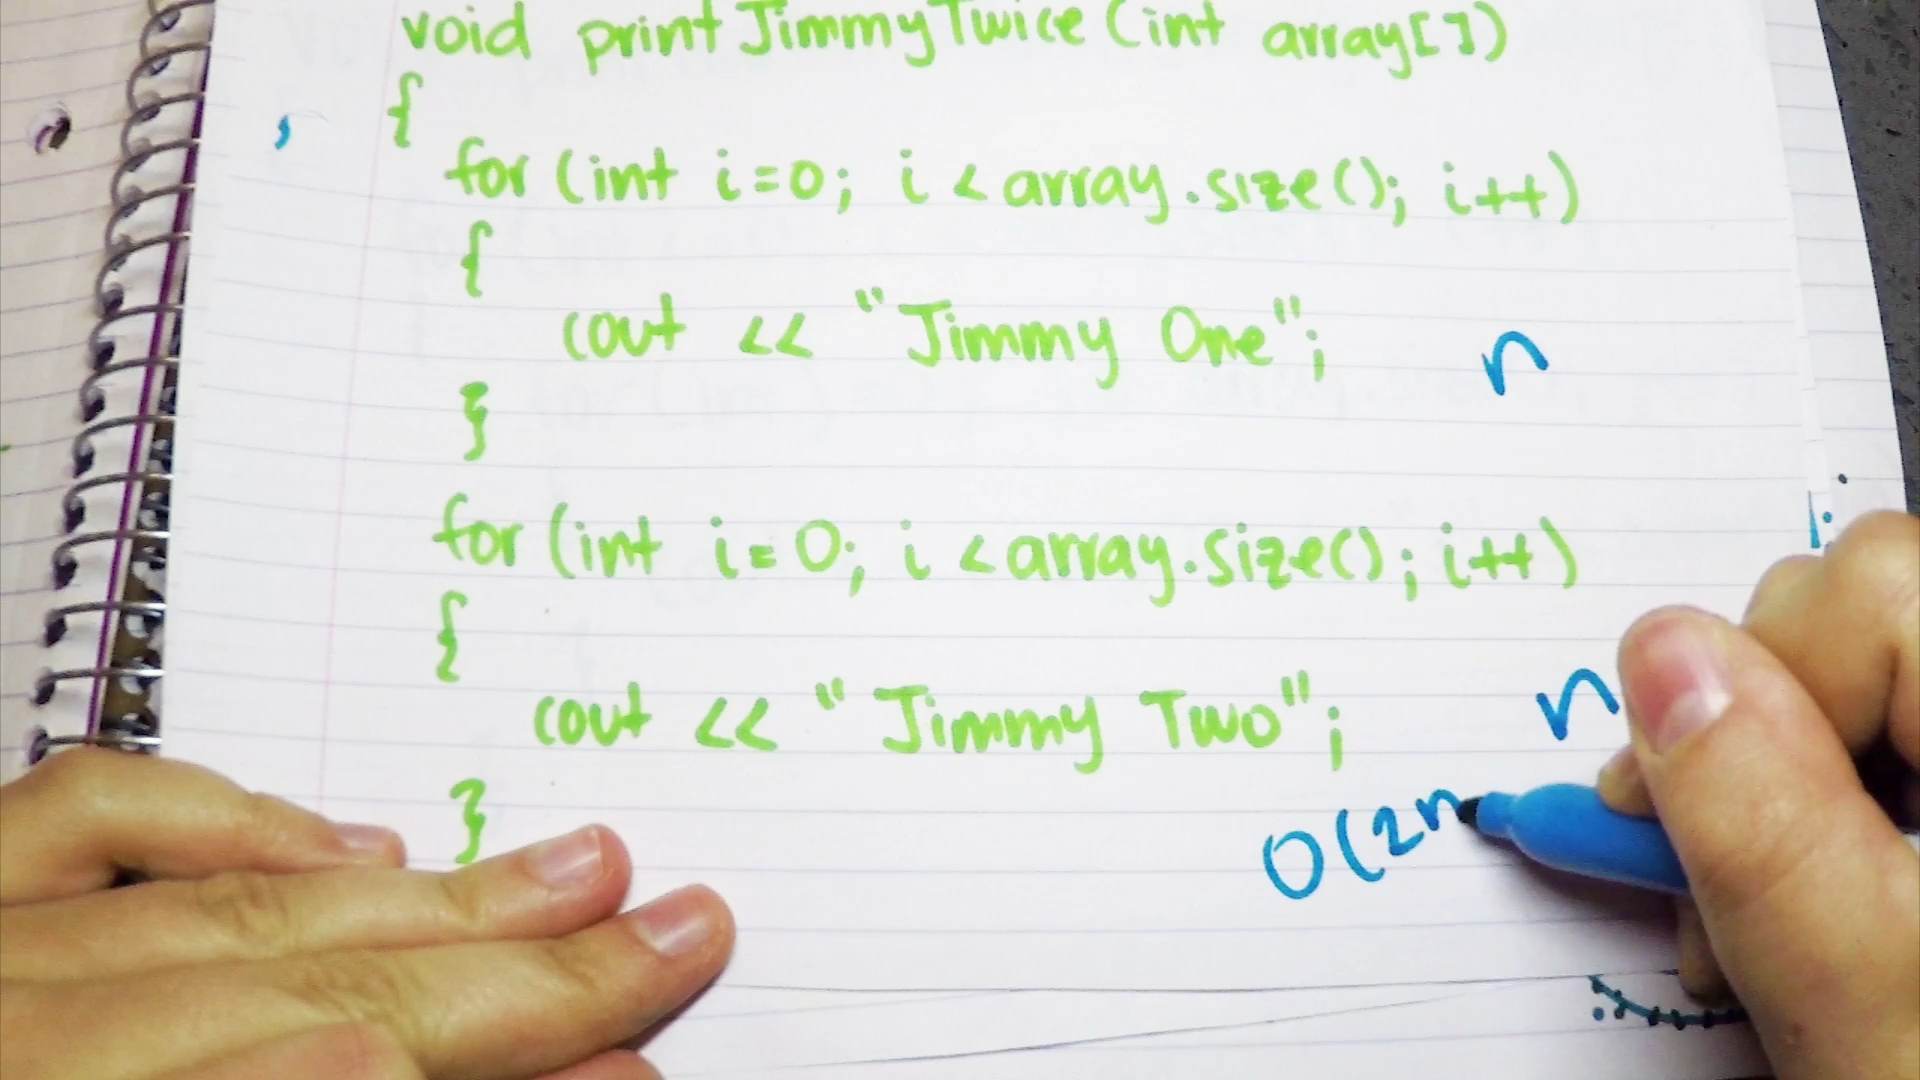 void printJimmyTwice (int array[])
{
for (int i=0; i < array.size(); i++)
{
cout << "Jimmy One";
n
}
for (int i=0; i < array.size(); i++)
{
cout << "Jimmy Two";
n
}
O(2n